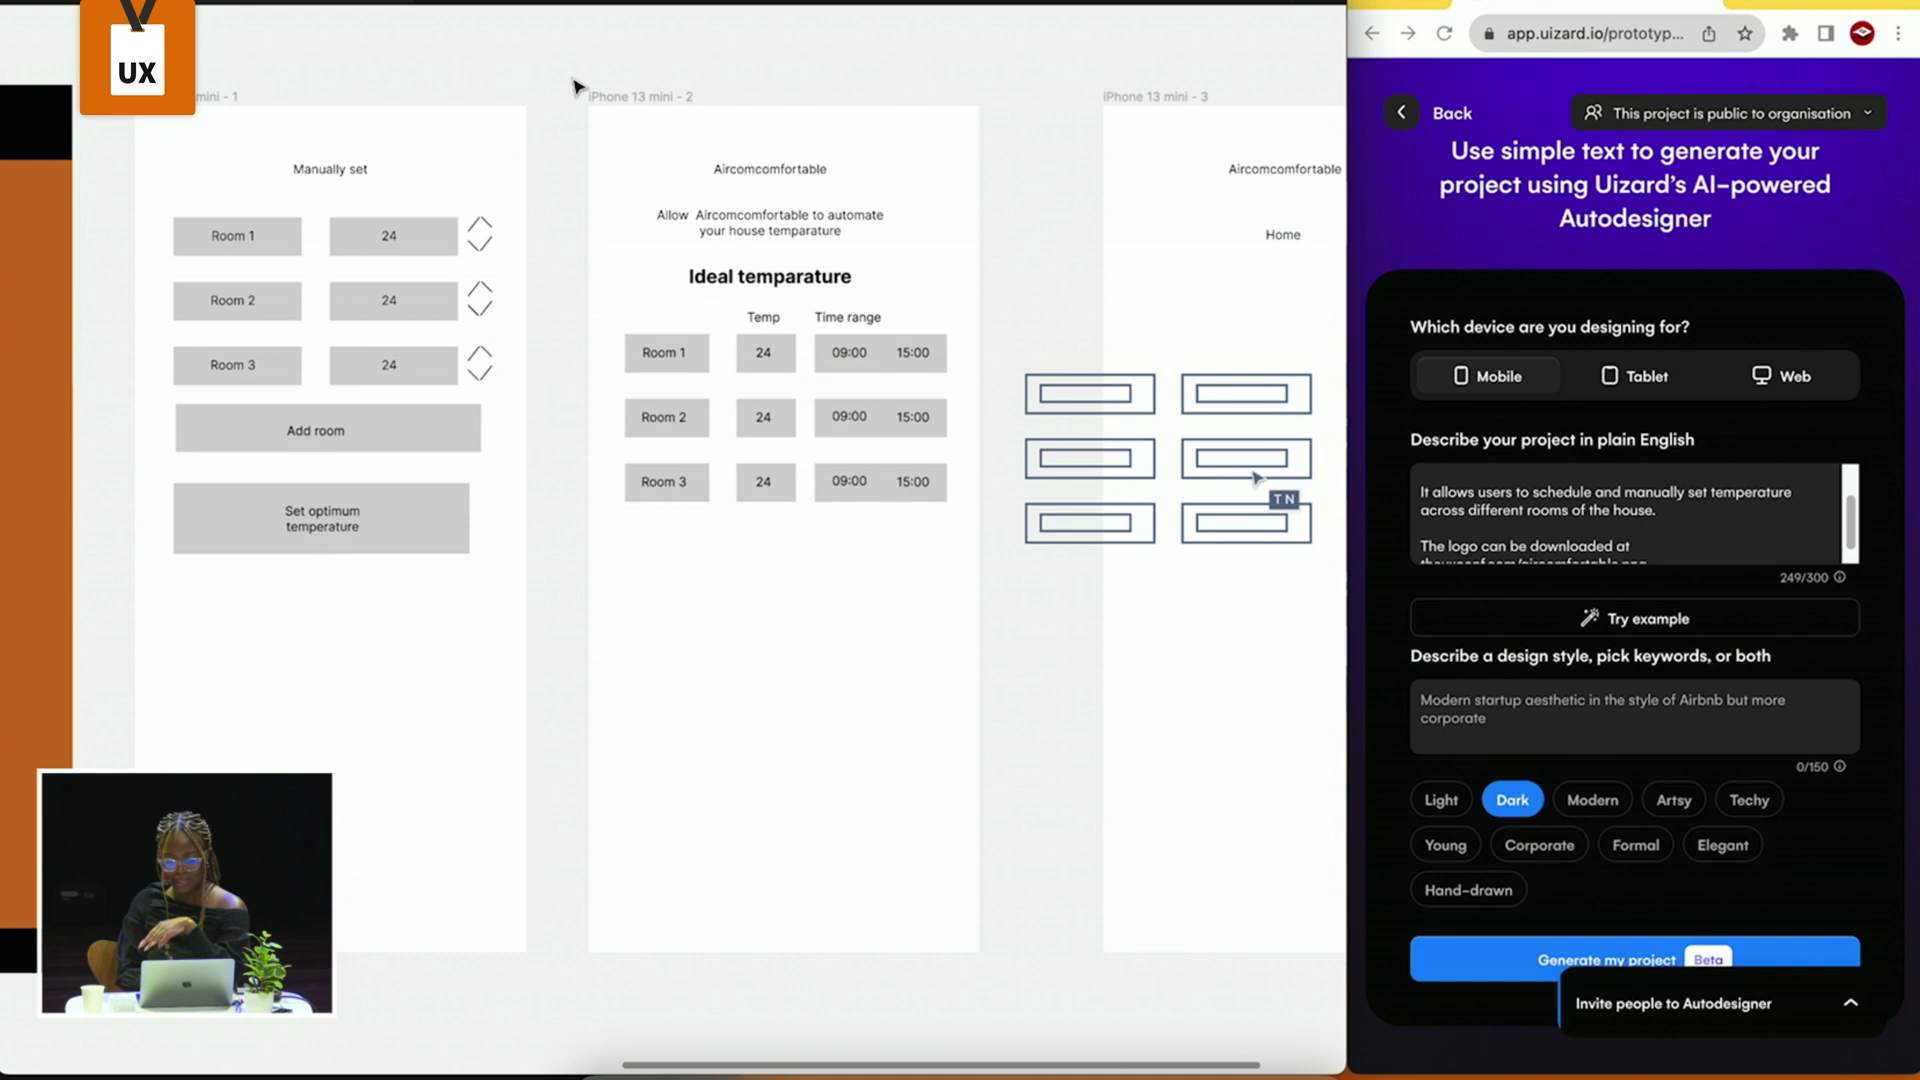 UX
mini - 1
iPhone 13 mini - 2
iPhone 13 mini - 3
Manually set
Room 1
24
Room 2
24
Room 3
24
Add room
Set optimum
temperature
Aircomcomfortable
Allow Aircomcomfortable to automate
your house temparature
Ideal temparature
Temp
Time range
Room 1
24
09:00
15:00
Room 2
24
09:00
15:00
Room 3
24
09:00
15:00
Aircomcomfortable
Home
TN
app.uizard.io/prototyp...
Back
This project is public to organisation
Use simple text to generate your
project using Uizard's AI-powered
Autodesigner
Which device are you designing for?
Mobile
Tablet
Web
Describe your project in plain English
It allows users to schedule and manually set temperature
across different rooms of the house.
The logo can be downloaded at
249/300
Try example
Describe a design style, pick keywords, or both
Modern startup aesthetic in the style of Airbnb but more
corporate
0/150
Light
Dark
Modern
Artsy
Techy
Young
Corporate
Formal
Elegant
Hand-drawn
Generate my project
Beta
Invite people to Autodesigner